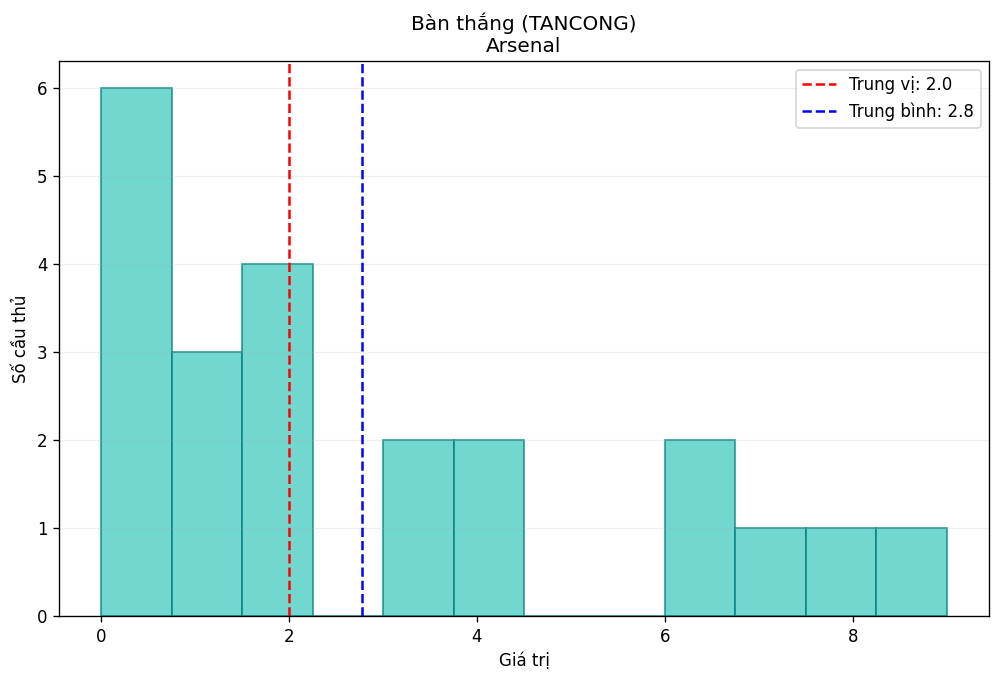 Bàn thắng (TANCONG)
Arsenal
Trung vị: 2.0
Trung bình: 2.8
Số cầu thủ
6
5
4
3
2
1
0
0 2 4 6 8
Giá trị